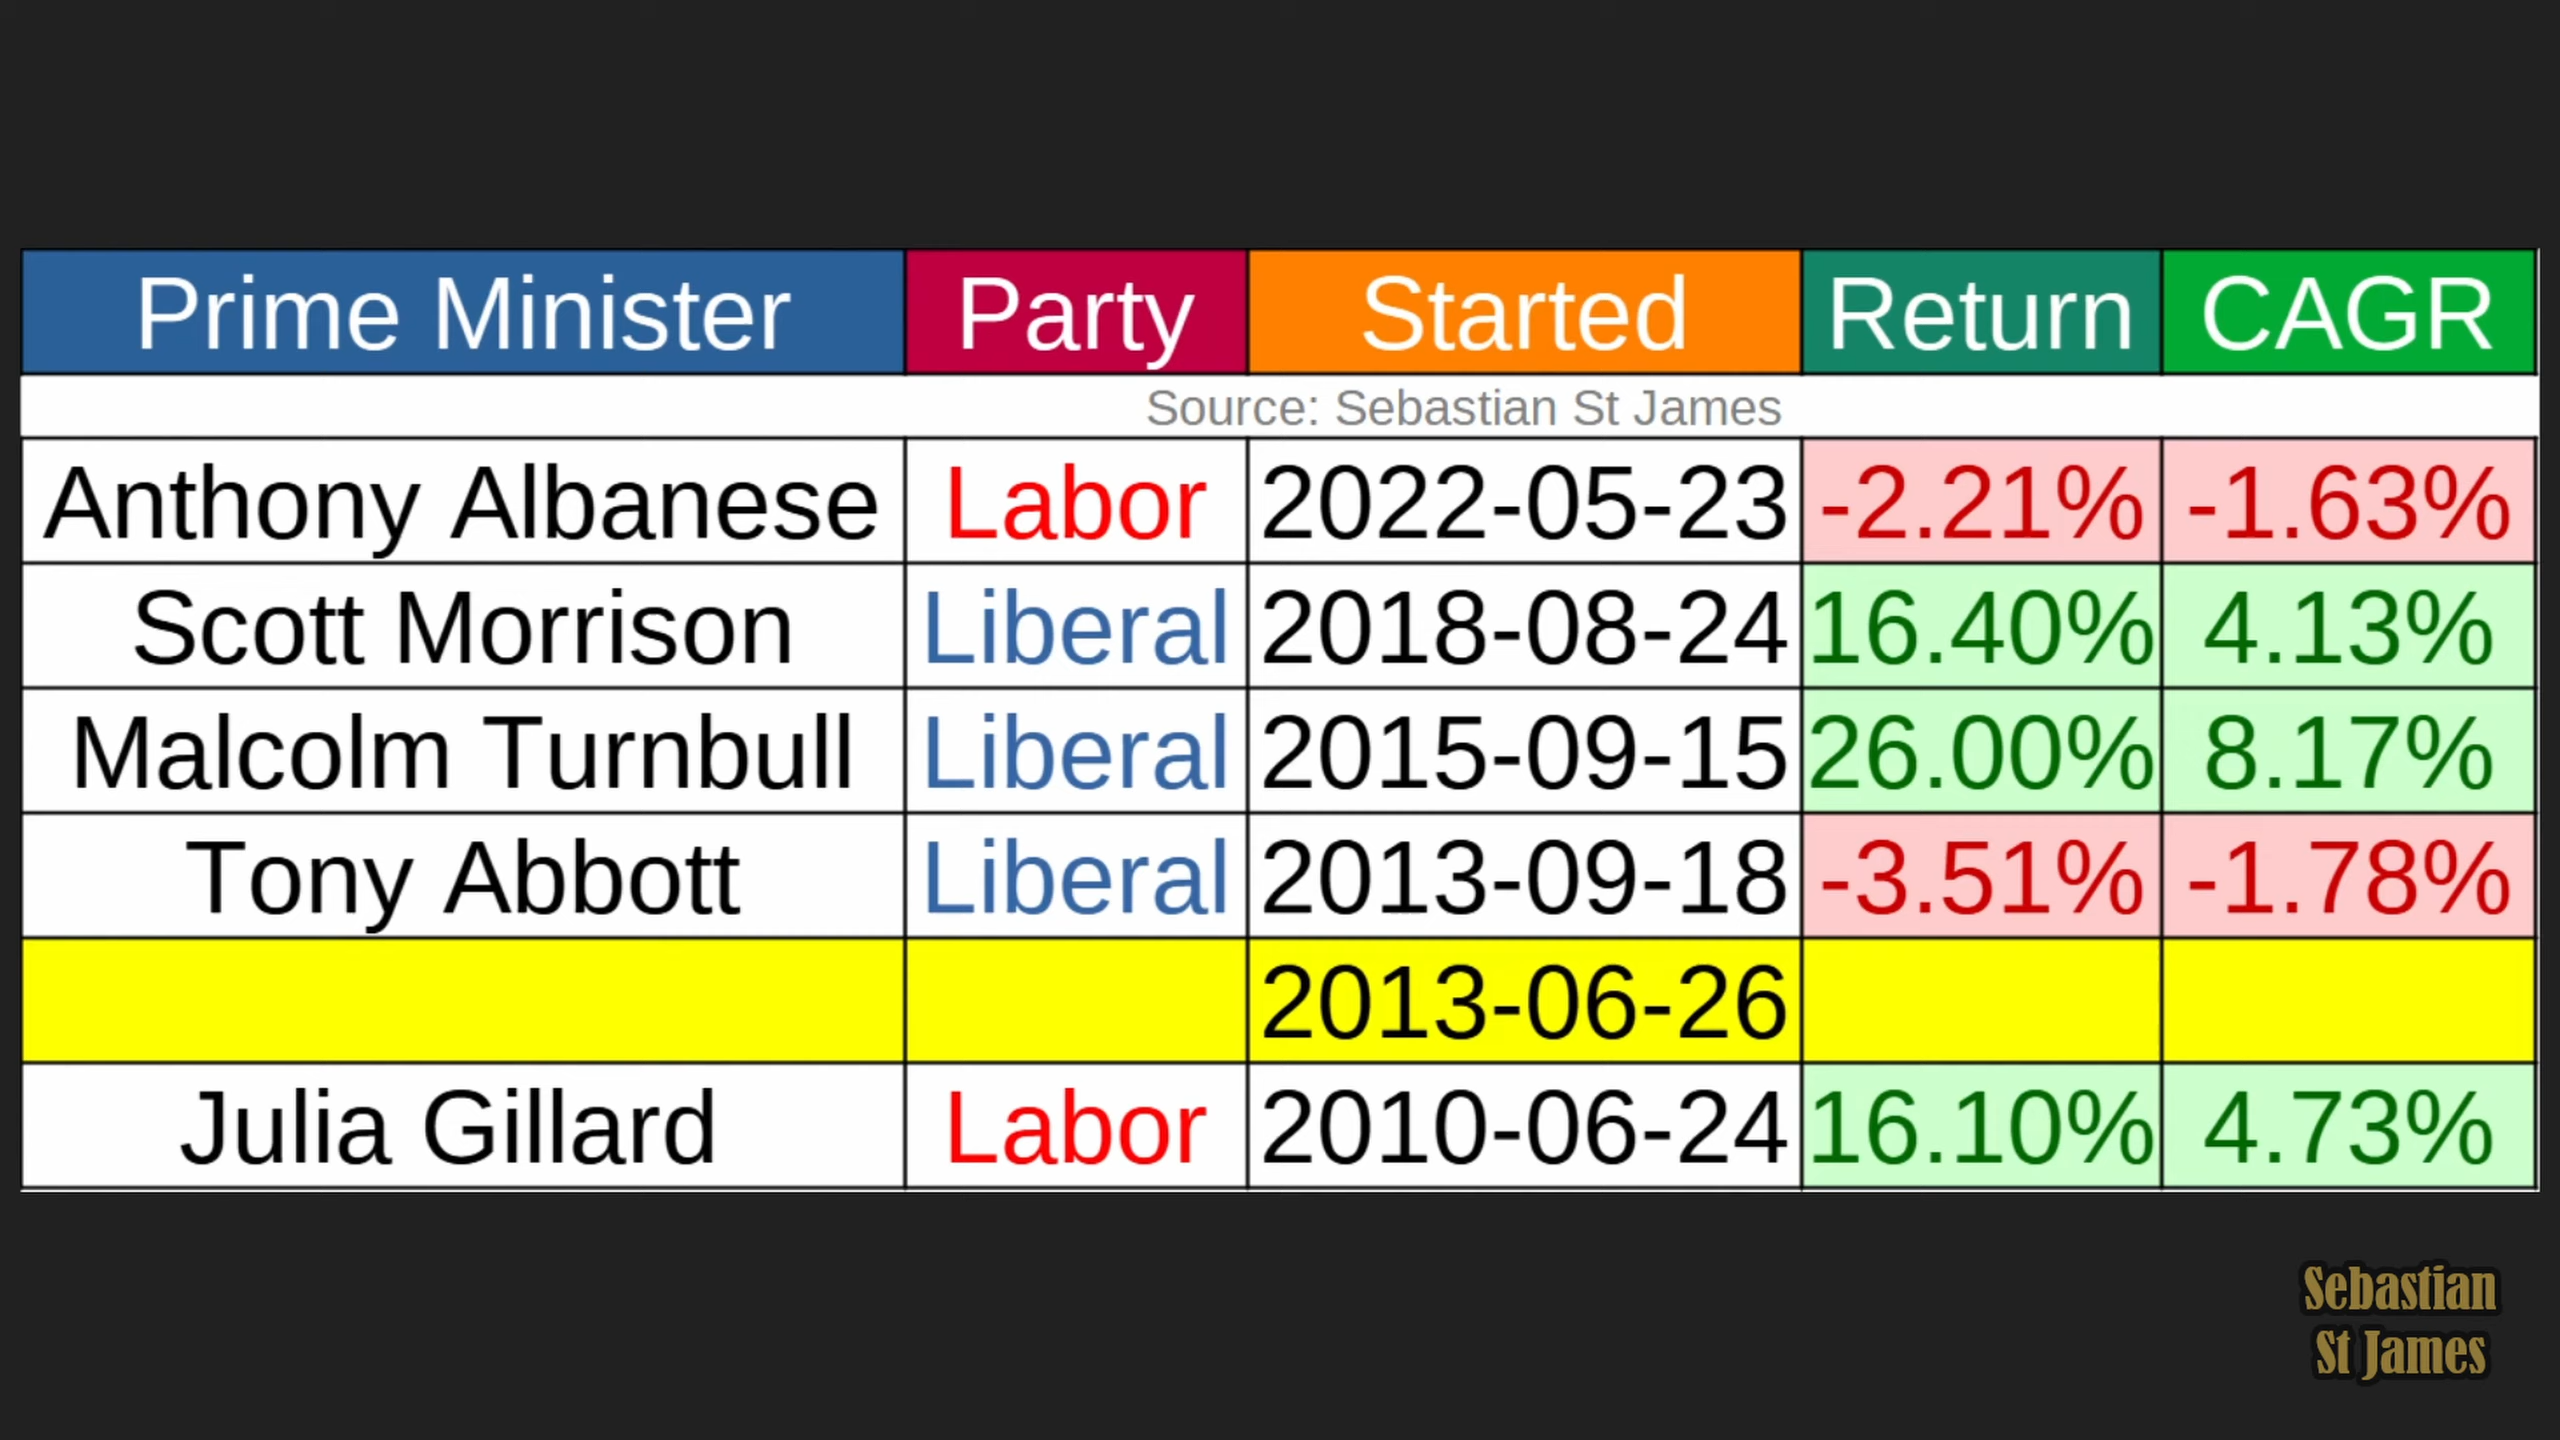 Prime Minister Party Started Return CAGR
Source: Sebastian St James
Anthony Albanese Labor 2022-05-23 -2.21% -1.63%
Scott Morrison Liberal 2018-08-24 16.40% 4.13%
Malcolm Turnbull Liberal 2015-09-15 26.00% 8.17%
Tony Abbott Liberal 2013-09-18 -3.51% -1.78%
2013-06-26
Julia Gillard Labor 2010-06-24 16.10% 4.73%
Sebastian
St James